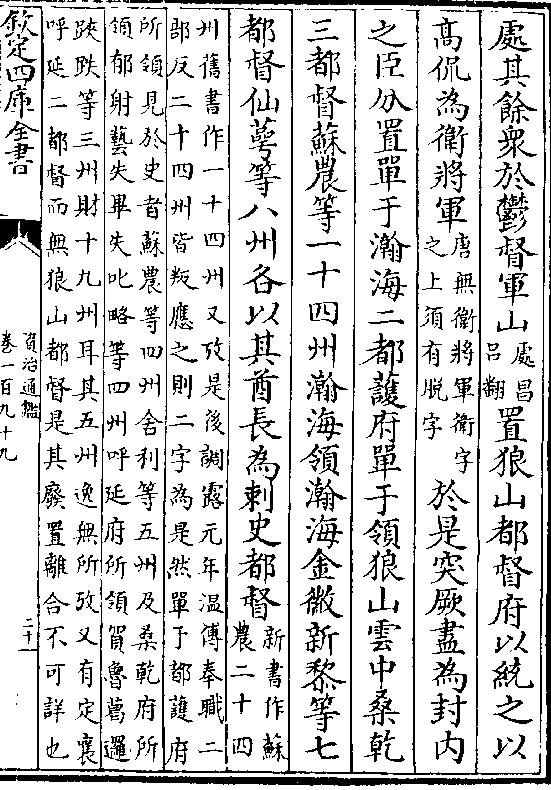 處其餘衆於鬱督軍山處昌呂翻置狼山都督府以統之以
高侃為衛將軍唐無衛將軍衛字之上須有脱字於是突厥盡為封内
之臣分置單于瀚海二都護府單于領狼山雲中桑乾
三都督蘇農等一十四州瀚海領瀚海金微新黎等七
都督仙萼等八州各以其酋長為刺史都督新書作蘇農二十四
州舊書作一十四州又攷是後調露元年温傅奉職二
部反二十四州皆叛應之則二字為是然單于都護府
所領見於史者蘇農等四州舍利等五州及桑乾府所
領郁射藝失畢失叱略等四州呼延府所領賀魯葛邏
𨁂跌等三州財十九州耳其五州逸無所攷又有定襄
呼延二都督而無狼山都督是其廢置離合不可詳也
欽定四庫全書
資治通鑑
卷一百九十九
二十一